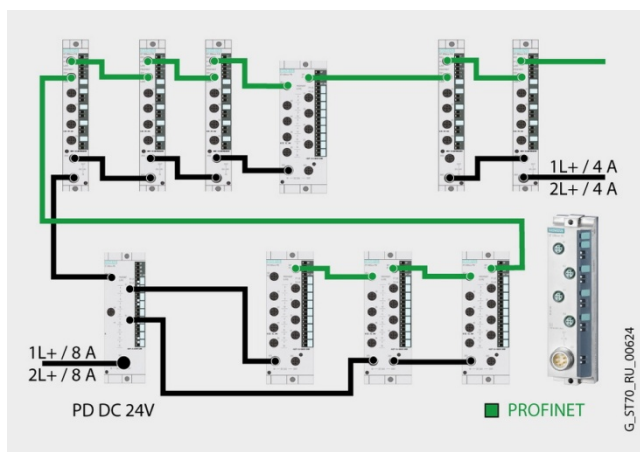 1L+ / 4 A
2L+ / 4 A
1L+ / 8 A
2L+ / 8 A
PD DC 24V
PROFINET
G_ST70_RU_00624